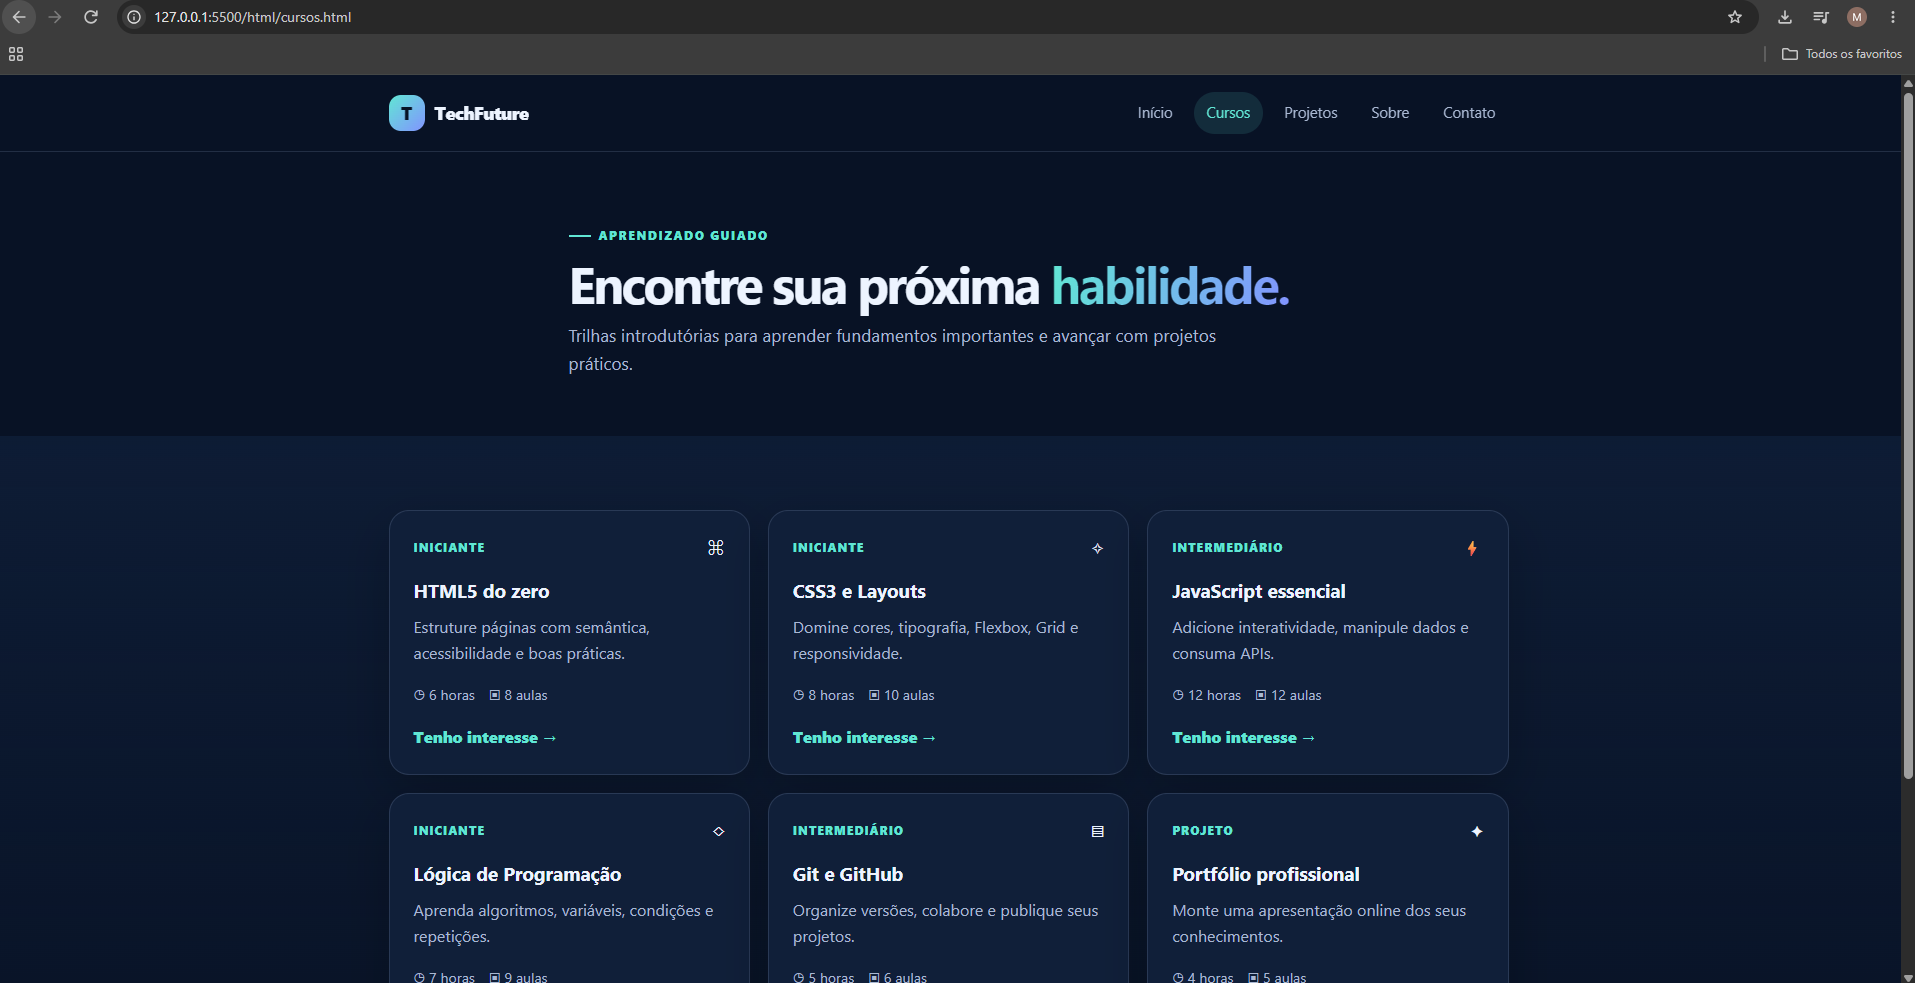 127.0.0.1:5500/html/cursos.html
M
Todos os favoritos
T TechFuture
Início Cursos Projetos Sobre Contato
APRENDIZADO GUIADO
Encontre sua próxima habilidade.
Trilhas introdutórias para aprender fundamentos importantes e avançar com projetos
práticos.
INICIANTE
HTML5 do zero
Estruture páginas com semântica,
acessibilidade e boas práticas.
6 horas 8 aulas
Tenho interesse →
INICIANTE
CSS3 e Layouts
Domine cores, tipografia, Flexbox, Grid e
responsividade.
8 horas 10 aulas
Tenho interesse →
INTERMEDIÁRIO
JavaScript essencial
Adicione interatividade, manipule dados e
consuma APIs.
12 horas 12 aulas
Tenho interesse →
INICIANTE
Lógica de Programação
Aprenda algoritmos, variáveis, condições e
repetições.
7 horas 9 aulas
INTERMEDIÁRIO
Git e GitHub
Organize versões, colabore e publique seus
projetos.
5 horas 6 aulas
PROJETO
Portfólio profissional
Monte uma apresentação online dos seus
conhecimentos.
4 horas 5 aulas